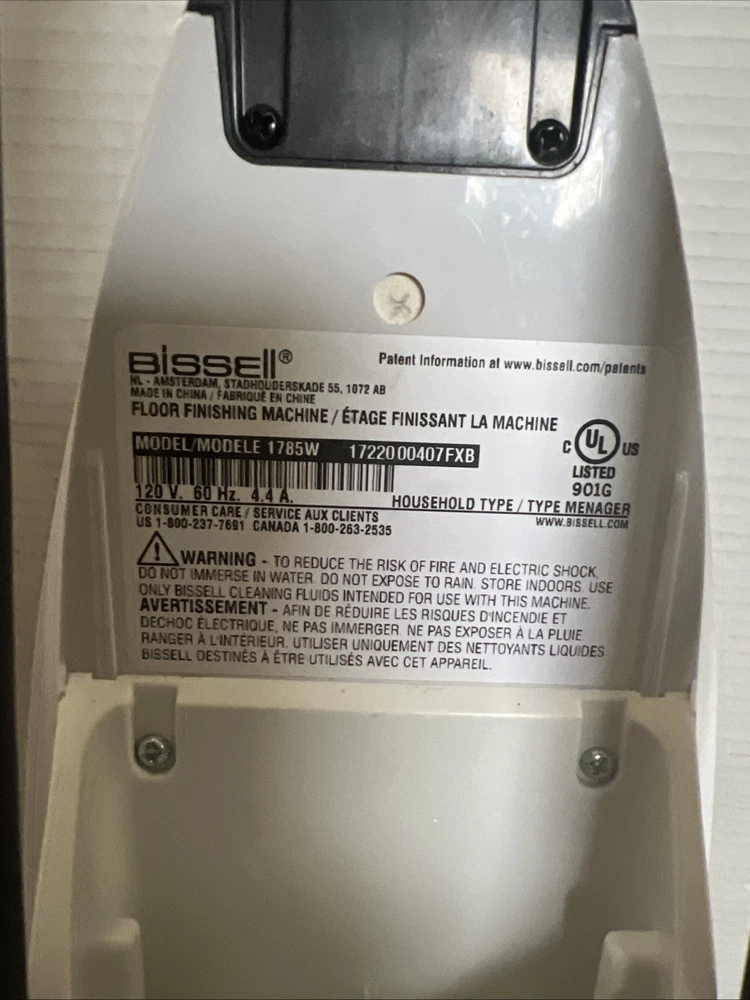 BISSELL®
Patent Information at www.bissell.com/patents
NL - AMSTERDAM, STADHOUDERSKADE 55, 1072 AB
MADE IN CHINA / FABRIQUÉ EN CHINE
FLOOR FINISHING MACHINE / ÉTAGE FINISSANT LA MACHINE
MODEL/MODELE 1785W 1722000407FXB
C UL US
LISTED
901G
120 V. 60 Hz. 4.4 A.
HOUSEHOLD TYPE / TYPE MENAGER
CONSUMER CARE / SERVICE AUX CLIENTS
WWW.BISSELL.COM
US 1-800-237-7691 CANADA 1-800-263-2535
WARNING - TO REDUCE THE RISK OF FIRE AND ELECTRIC SHOCK,
DO NOT IMMERSE IN WATER. DO NOT EXPOSE TO RAIN. STORE INDOORS. USE
ONLY BISSELL CLEANING FLUIDS INTENDED FOR USE WITH THIS MACHINE.
AVERTISSEMENT - AFIN DE RÉDUIRE LES RISQUES D'INCENDIE ET
DECHOC ÉLECTRIQUE, NE PAS IMMERGER. NE PAS EXPOSER À LA PLUIE
RANGER À L'INTÉRIEUR. UTILISER UNIQUEMENT DES NETTOYANTS LIQUIDES
BISSELL DESTINÉS À ÊTRE UTILISÉS AVEC CET APPAREIL.